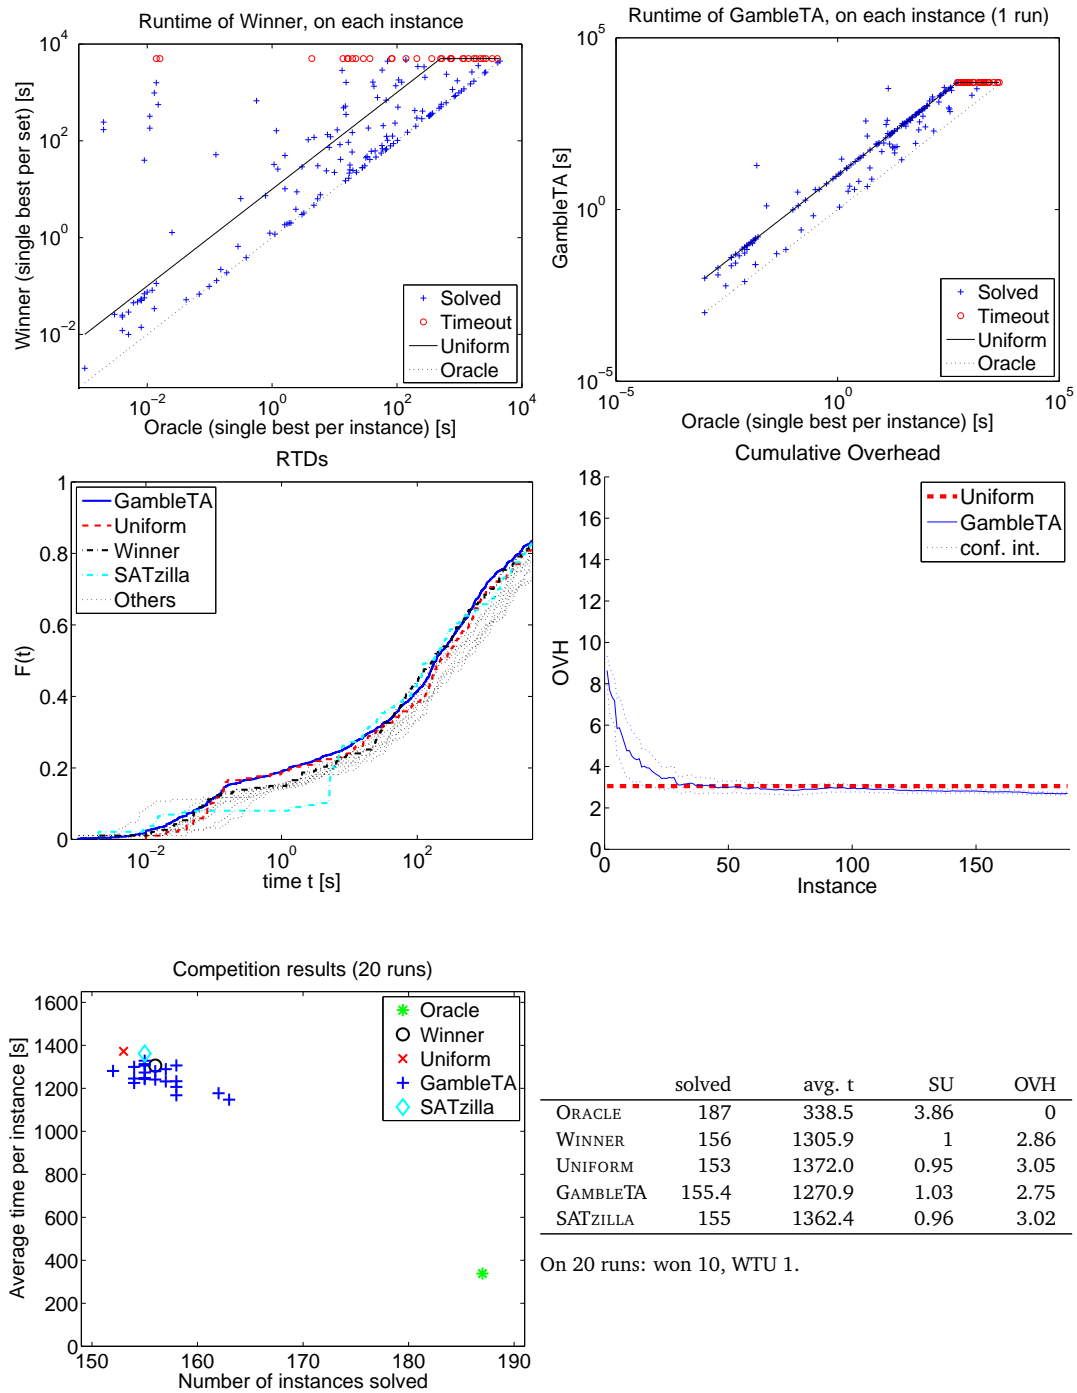 Runtime of Winner, on each instance
Winner (single best per set) [s]
10^4
10^2
10^0
10^−2
10^−2
10^0
10^2
10^4
Oracle (single best per instance) [s]
Solved
Timeout
Uniform
Oracle
Runtime of GambleTA, on each instance (1 run)
GambleTA [s]
10^5
10^0
10^−5
10^−5
10^0
10^5
Oracle (single best per instance) [s]
Solved
Timeout
Uniform
Oracle
RTDs
F(t)
1
0.8
0.6
0.4
0.2
0
10^−2
10^0
10^2
time t [s]
GambleTA
Uniform
Winner
SATzilla
Others
Cumulative Overhead
OVH
18
16
14
12
10
8
6
4
2
0
0
50
100
150
Instance
Uniform
GambleTA
conf. int.
Competition results (20 runs)
Average time per instance [s]
1600
1400
1200
1000
800
600
400
200
0
150
160
170
180
190
Number of instances solved
Oracle
Winner
Uniform
GambleTA
SATzilla
solved avg. t SU OVH
ORACLE 187 338.5 3.86 0
WINNER 156 1305.9 1 2.86
UNIFORM 153 1372.0 0.95 3.05
GAMBLETA 155.4 1270.9 1.03 2.75
SATZILLA 155 1362.4 0.96 3.02
On 20 runs: won 10, WTU 1.